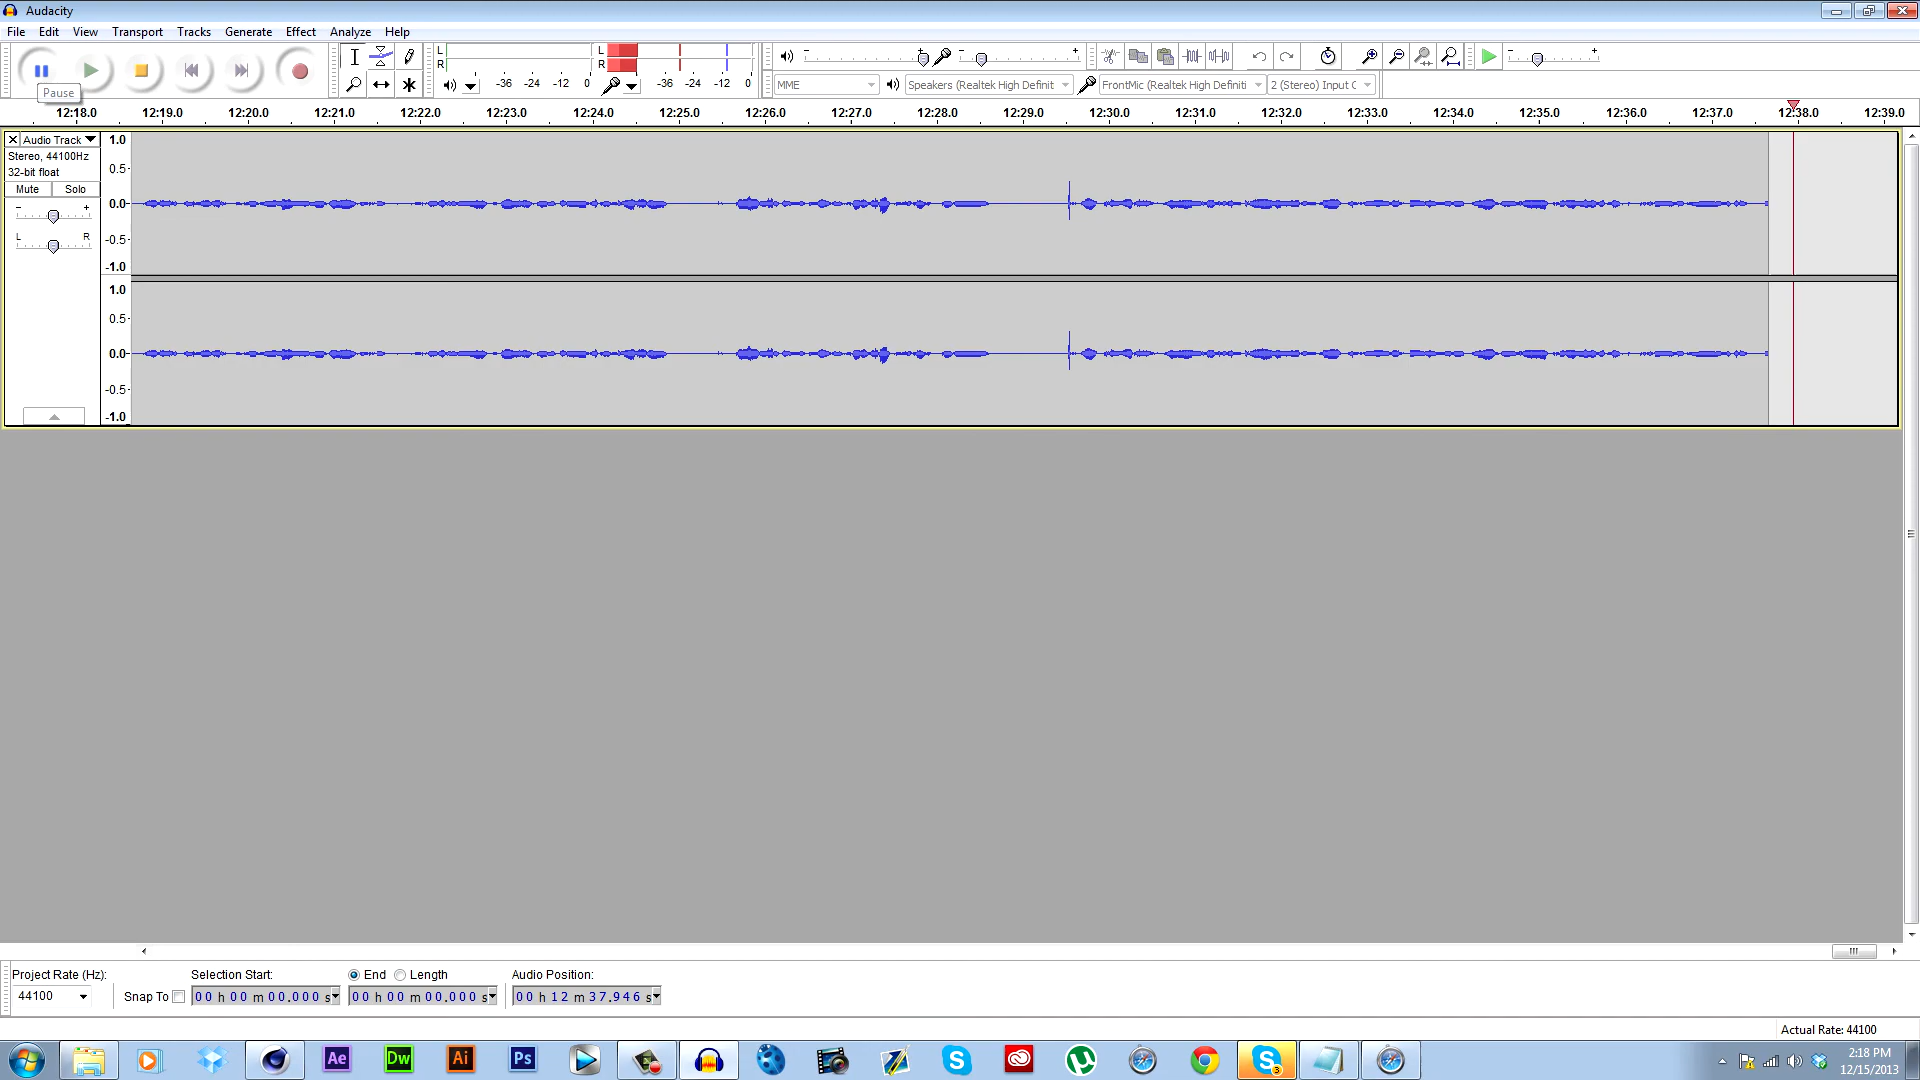 Audacity
File Edit View Transport Tracks Generate Effect Analyze Help
L
R
-36 -24 -12 0
L
R
-36 -24 -12 0
MME
Speakers (Realtek High Definit
FrontMic (Realtek High Definiti
2 (Stereo) Input C
Pause
12:18.0 12:19.0 12:20.0 12:21.0 12:22.0 12:23.0 12:24.0 12:25.0 12:26.0 12:27.0 12:28.0 12:29.0 12:30.0 12:31.0 12:32.0 12:33.0 12:34.0 12:35.0 12:36.0 12:37.0 12:38.0 12:39.0
Audio Track
Stereo, 44100Hz
32-bit float
Mute Solo
- +
L R
1.0
0.5
0.0
-0.5
-1.0
1.0
0.5
0.0
-0.5
-1.0
Project Rate (Hz):
44100
Snap To
Selection Start:
00 h 00 m 00.000 s
End Length
00 h 00 m 00.000 s
Audio Position:
00 h 12 m 37.946 s
Actual Rate: 44100
Ae
Dw
Ai
Ps
3
2:18 PM
12/15/2013